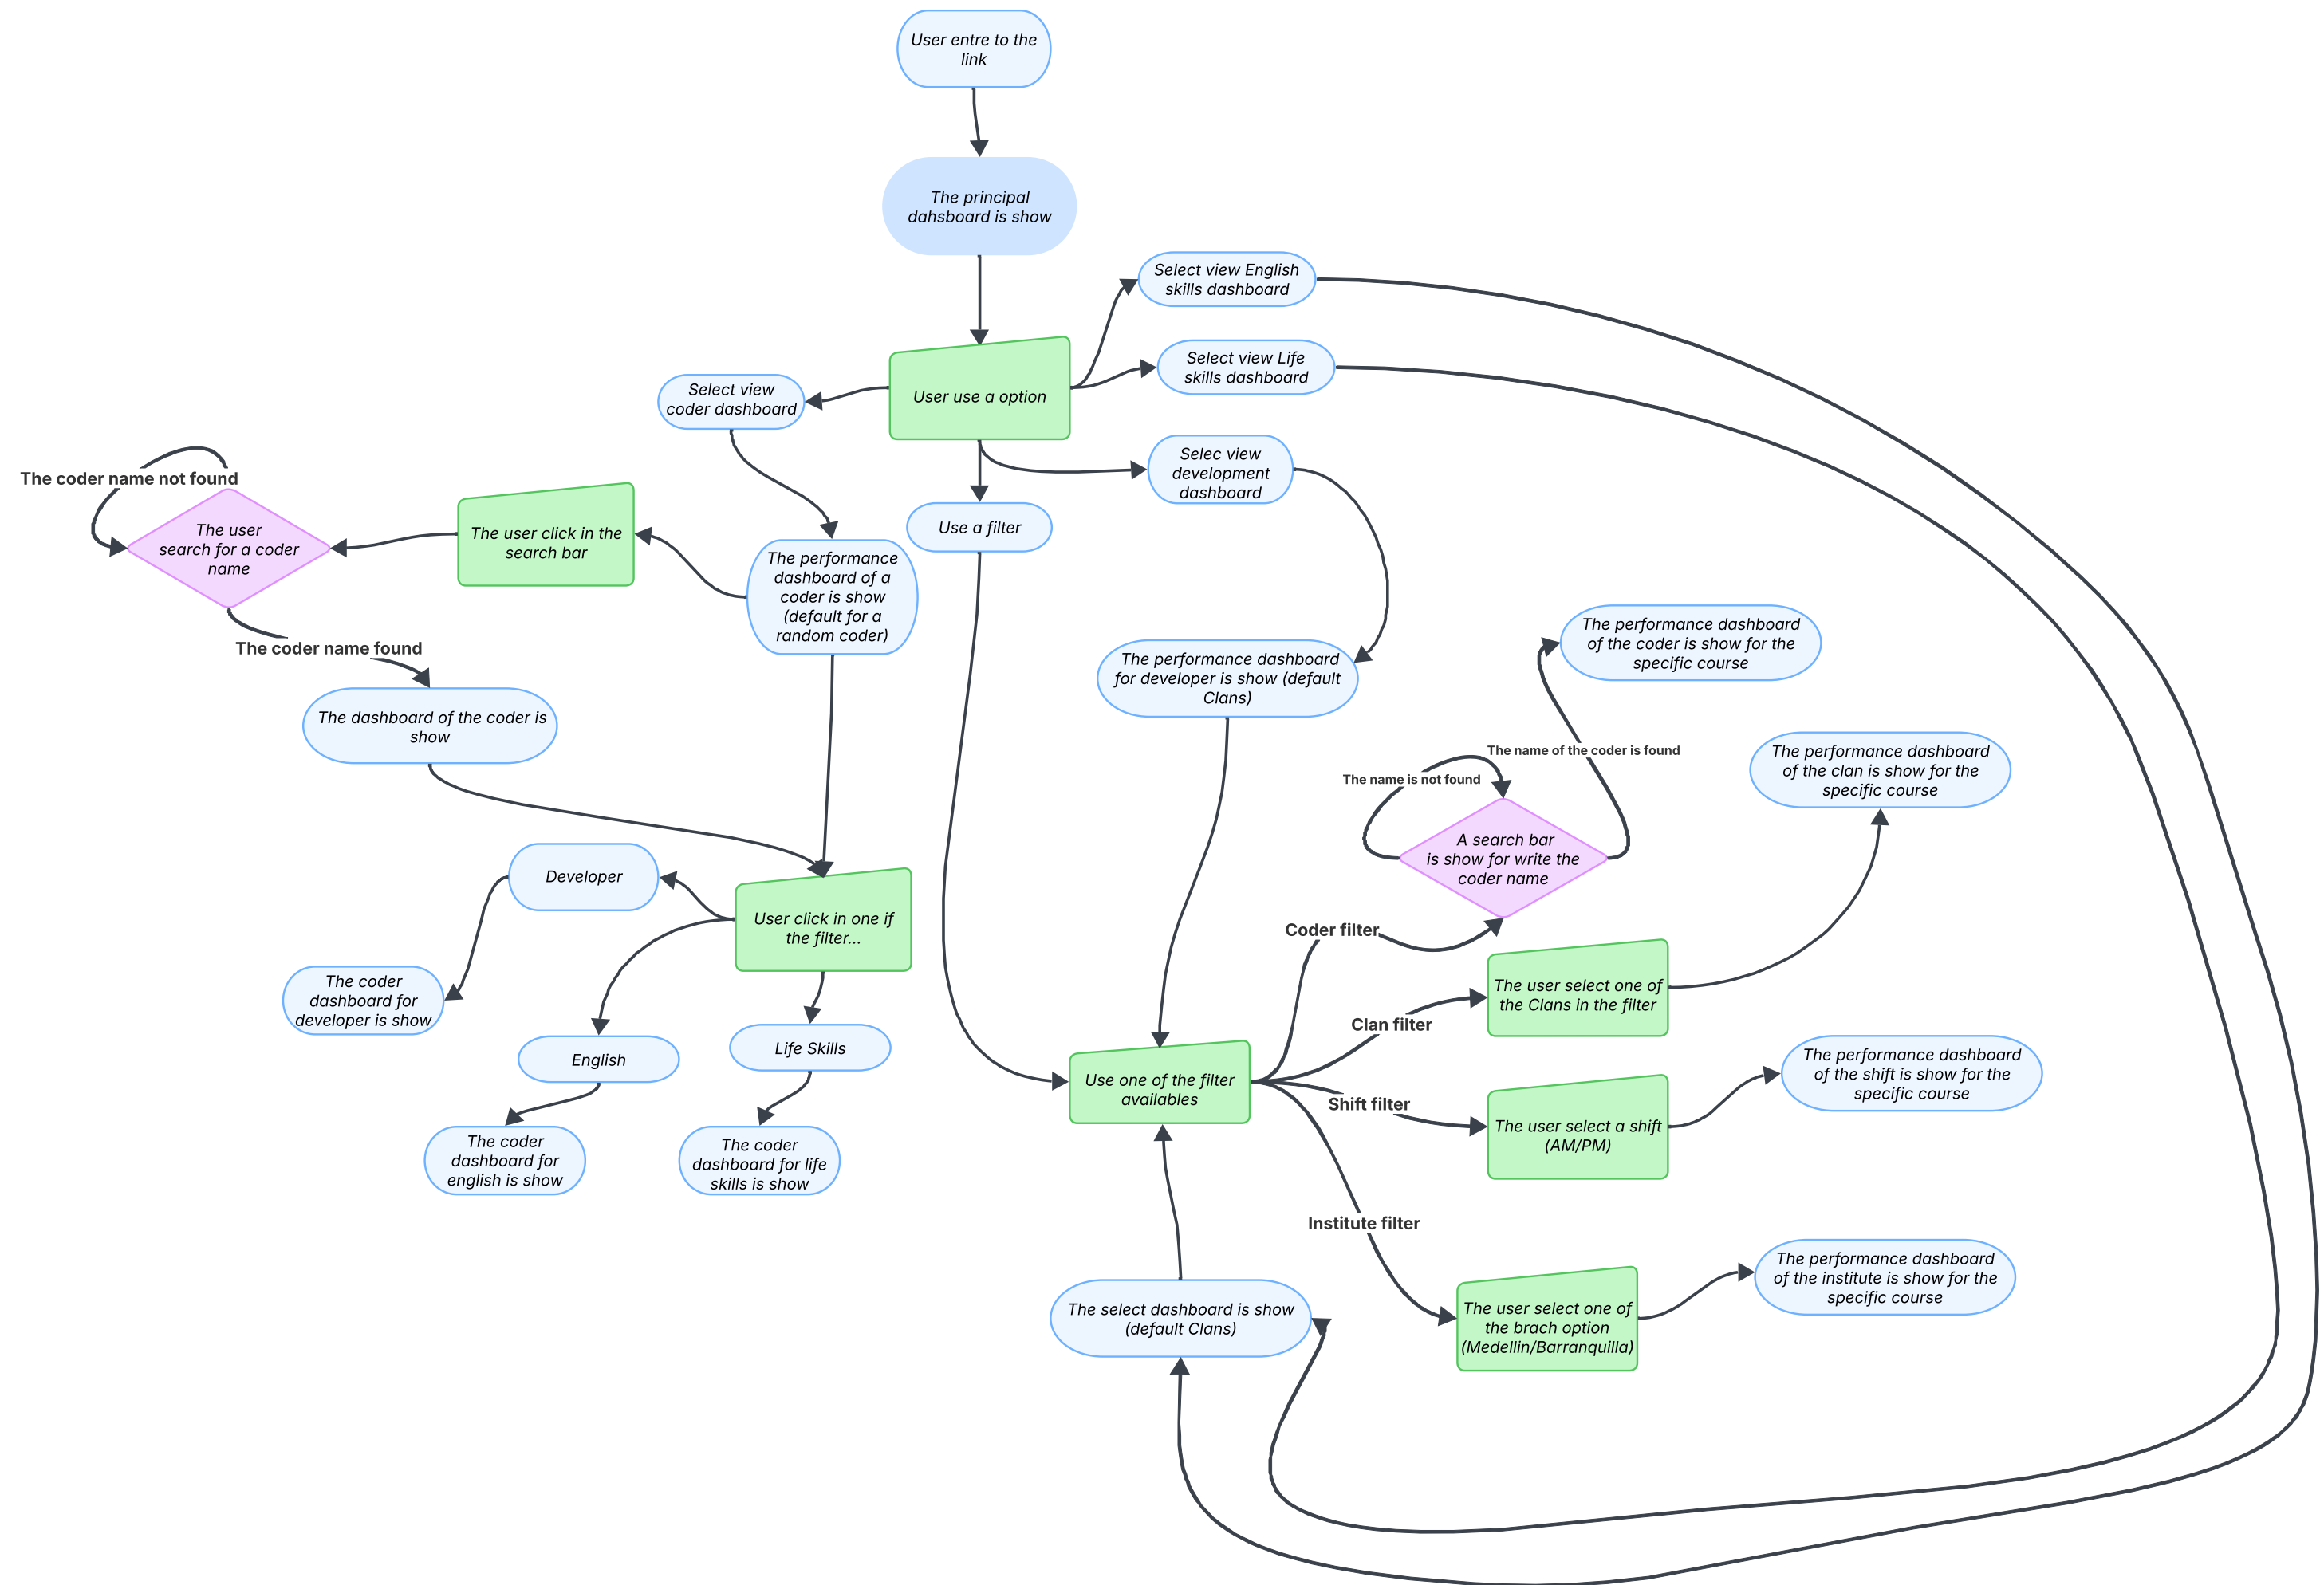 User entre to the
link
The principal
dahsboard is show
Select view English
skills dashboard
Select view Life
skills dashboard
User use a option
Select view
coder dashboard
Selec view
development
dashboard
Use a filter
The coder name not found
The user
search for a coder
name
The user click in the
search bar
The performance
dashboard of a
coder is show
(default for a
random coder)
The coder name found
The dashboard of the coder is
show
The performance dashboard
for developer is show (default
Clans)
The performance dashboard
of the coder is show for the
specific course
The name of the coder is found
The name is not found
The performance dashboard
of the clan is show for the
specific course
A search bar
is show for write the
coder name
Developer
User click in one if
the filter...
Coder filter
The user select one of
the Clans in the filter
The coder
dashboard for
developer is show
Clan filter
English
Life Skills
Use one of the filter
availables
Shift filter
The user select a shift
(AM/PM)
The performance dashboard
of the shift is show for the
specific course
The coder
dashboard for
english is show
The coder
dashboard for life
skills is show
Institute filter
The performance dashboard
of the institute is show for the
specific course
The select dashboard is show
(default Clans)
The user select one of
the brach option
(Medellin/Barranquilla)